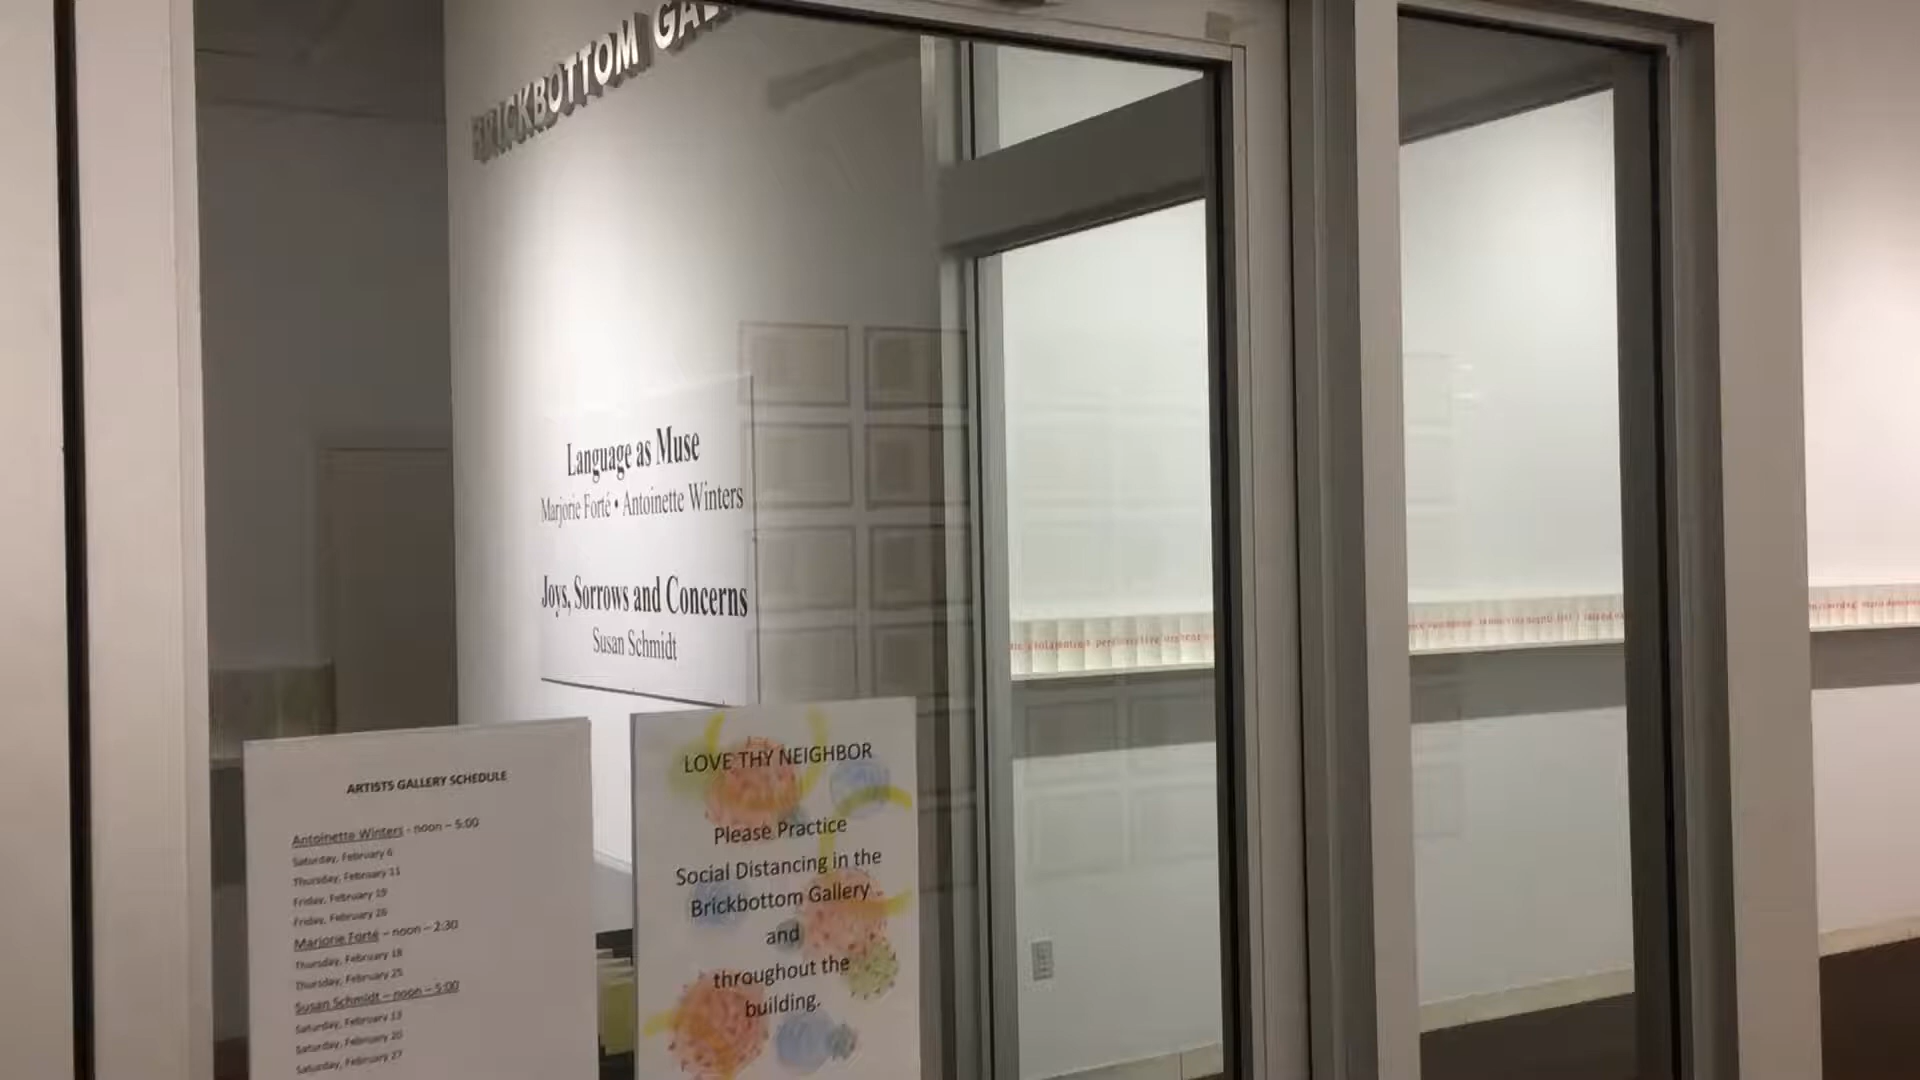 BRICKBOTTOM
Language as Muse
Marjorie Forté • Antoinette Winters
Joys, Sorrows and Concerns
Susan Schmidt
ARTISTS GALLERY SCHEDULE
Antoinette Winters - noon – 5:00
Saturday, February 6
Thursday, February 11
Friday, February 19
Friday, February 26
Marjorie Forté – noon – 2:30
Thursday, February 18
Thursday, February 25
Susan Schmidt – noon – 5:00
Saturday, February 13
Saturday, February 20
Saturday, February 27
LOVE THY NEIGHBOR
Please Practice
Social Distancing in the
Brickbottom Gallery
and
throughout the
building.